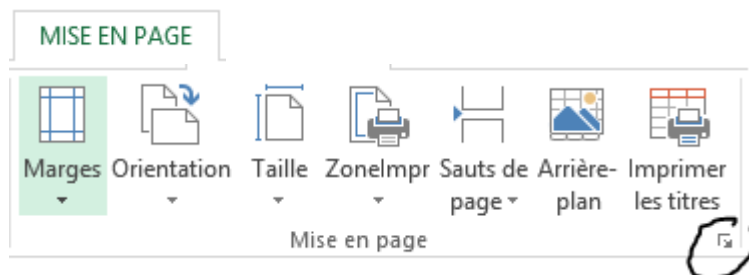 MISE EN PAGE
Marges Orientation Taille ZoneImpr Sauts de Arrière- Imprimer
page plan les titres
Mise en page